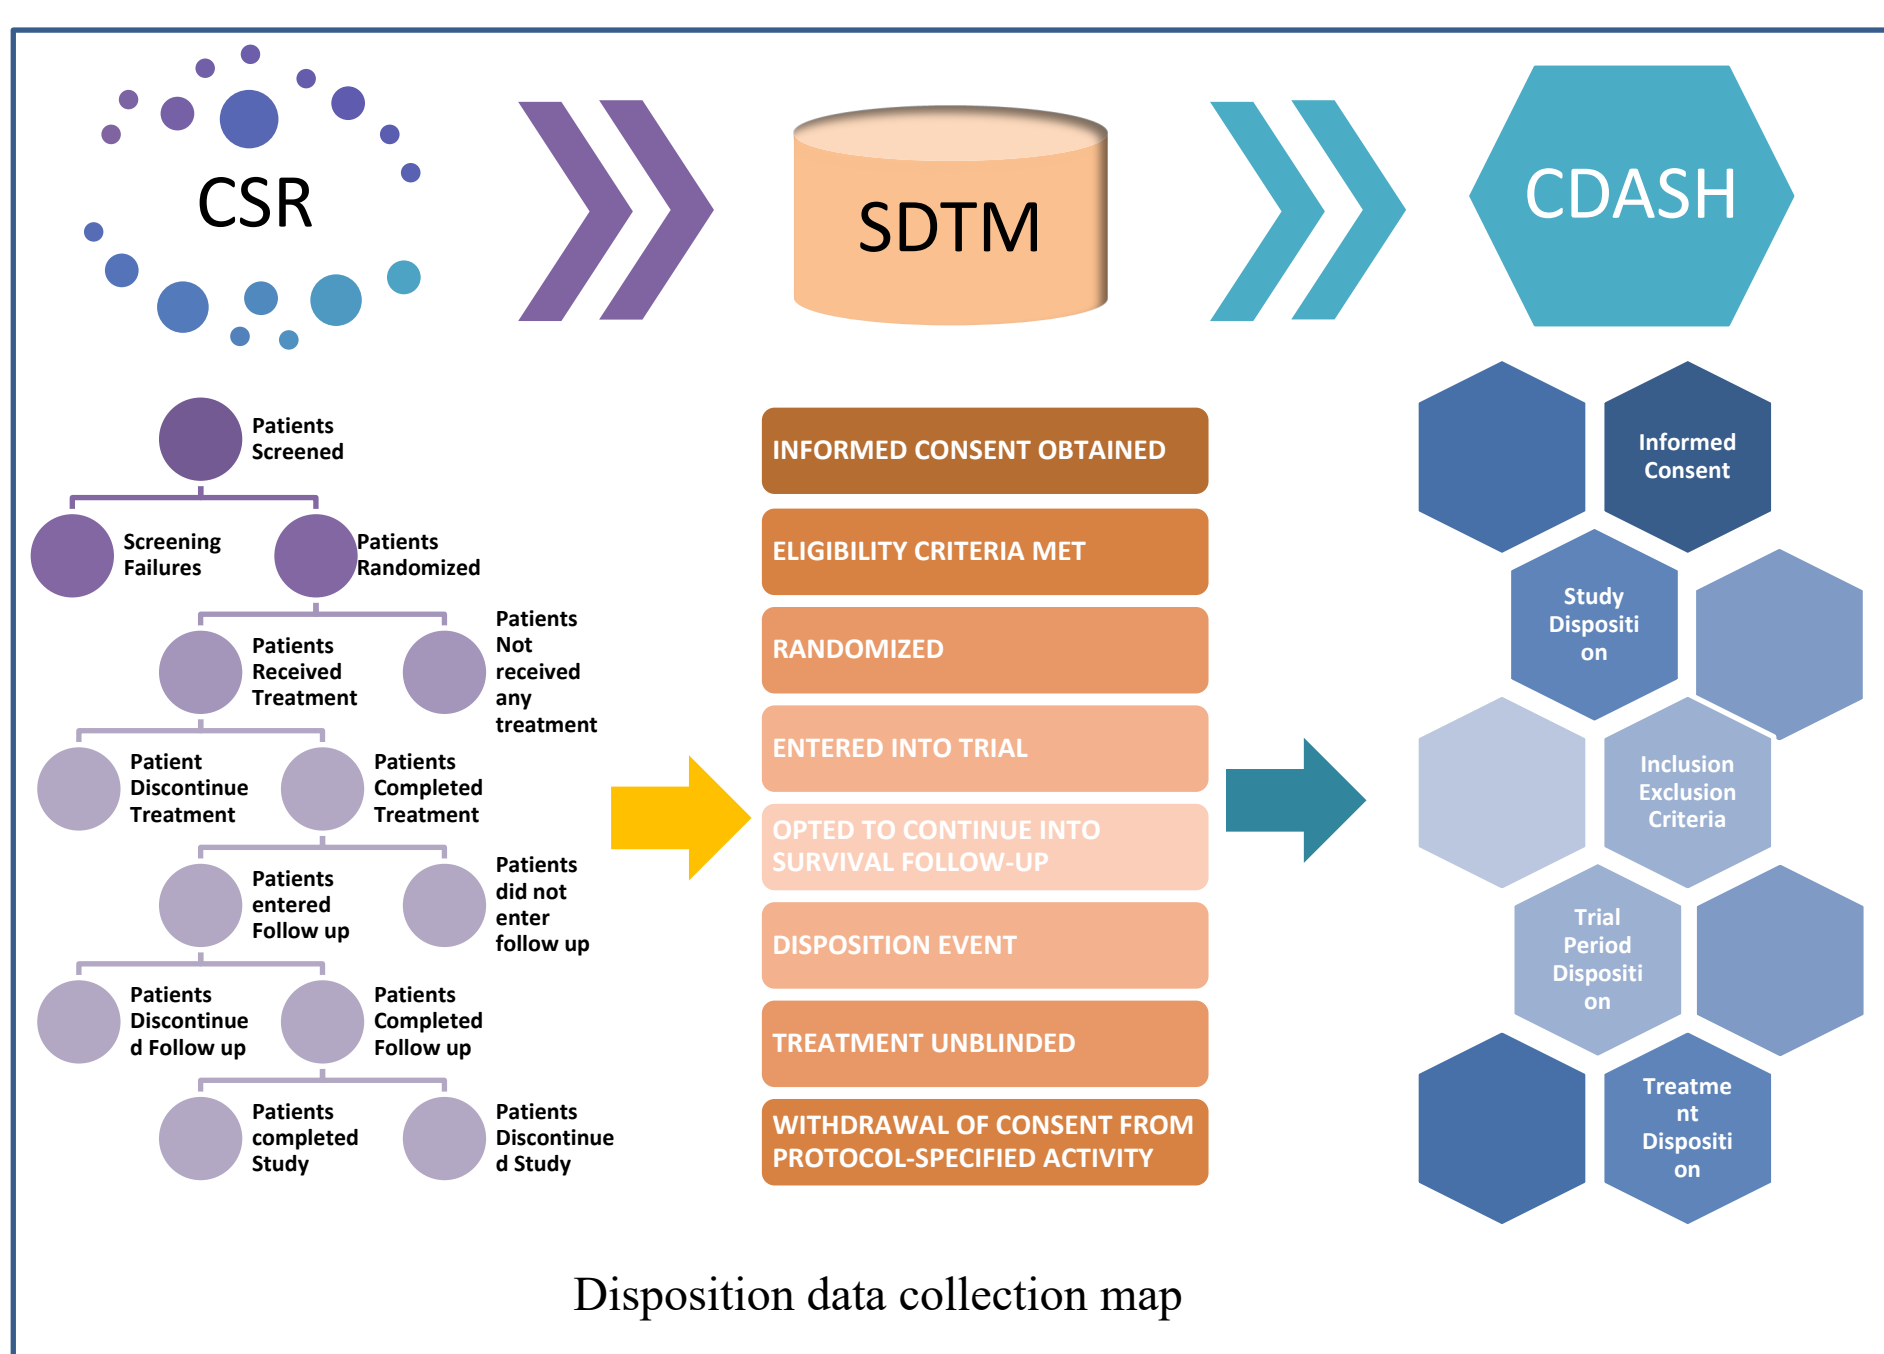 CSR
SDTM
CDASH
Patients
Screened
Screening
Failures
Patients
Randomized
Patients
Received
Treatment
Patients
Not
received
any
treatment
Patient
Discontinue
Treatment
Patients
Completed
Treatment
Patients
entered
Follow up
Patients
did not
enter
follow up
Patients
Discontinue
d Follow up
Patients
Completed
Follow up
Patients
completed
Study
Patients
Discontinue
d Study
INFORMED CONSENT OBTAINED
ELIGIBILITY CRITERIA MET
RANDOMIZED
ENTERED INTO TRIAL
OPTED TO CONTINUE INTO
SURVIVAL FOLLOW-UP
DISPOSITION EVENT
TREATMENT UNBLINDED
WITHDRAWAL OF CONSENT FROM
PROTOCOL-SPECIFIED ACTIVITY
Informed
Consent
Study
Dispositi
on
Inclusion
Exclusion
Criteria
Trial
Period
Dispositi
on
Treatme
nt
Dispositi
on
Disposition data collection map